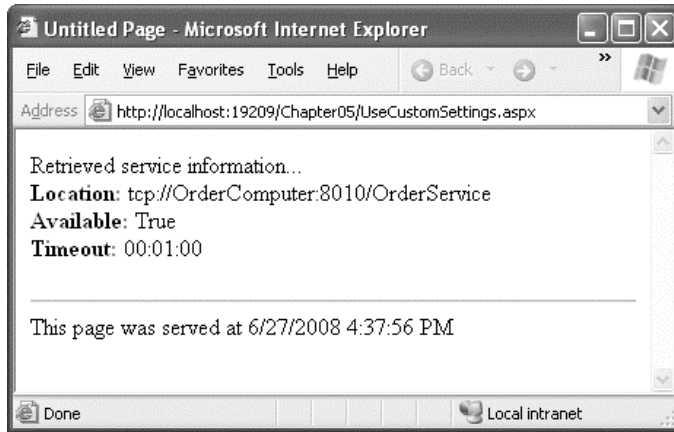 Untitled Page - Microsoft Internet Explorer
File Edit View Favorites Tools Help Back »
Address http://localhost:19209/Chapter05/UseCustomSettings.aspx
Retrieved service information...
Location: tcp://OrderComputer:8010/OrderService
Available: True
Timeout: 00:01:00
This page was served at 6/27/2008 4:37:56 PM
Done Local intranet